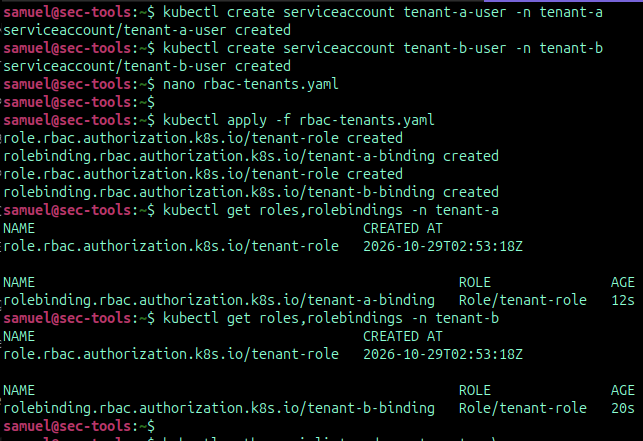 samuel@sec-tools:~$ kubectl create serviceaccount tenant-a-user -n tenant-a
serviceaccount/tenant-a-user created
samuel@sec-tools:~$ kubectl create serviceaccount tenant-b-user -n tenant-b
serviceaccount/tenant-b-user created
samuel@sec-tools:~$ nano rbac-tenants.yaml
samuel@sec-tools:~$
samuel@sec-tools:~$ kubectl apply -f rbac-tenants.yaml
role.rbac.authorization.k8s.io/tenant-role created
rolebinding.rbac.authorization.k8s.io/tenant-a-binding created
role.rbac.authorization.k8s.io/tenant-role created
rolebinding.rbac.authorization.k8s.io/tenant-b-binding created
samuel@sec-tools:~$ kubectl get roles,rolebindings -n tenant-a
NAME CREATED AT
role.rbac.authorization.k8s.io/tenant-role 2026-10-29T02:53:18Z
NAME ROLE AGE
rolebinding.rbac.authorization.k8s.io/tenant-a-binding Role/tenant-role 12s
samuel@sec-tools:~$ kubectl get roles,rolebindings -n tenant-b
NAME CREATED AT
role.rbac.authorization.k8s.io/tenant-role 2026-10-29T02:53:18Z
NAME ROLE AGE
rolebinding.rbac.authorization.k8s.io/tenant-b-binding Role/tenant-role 20s
samuel@sec-tools:~$